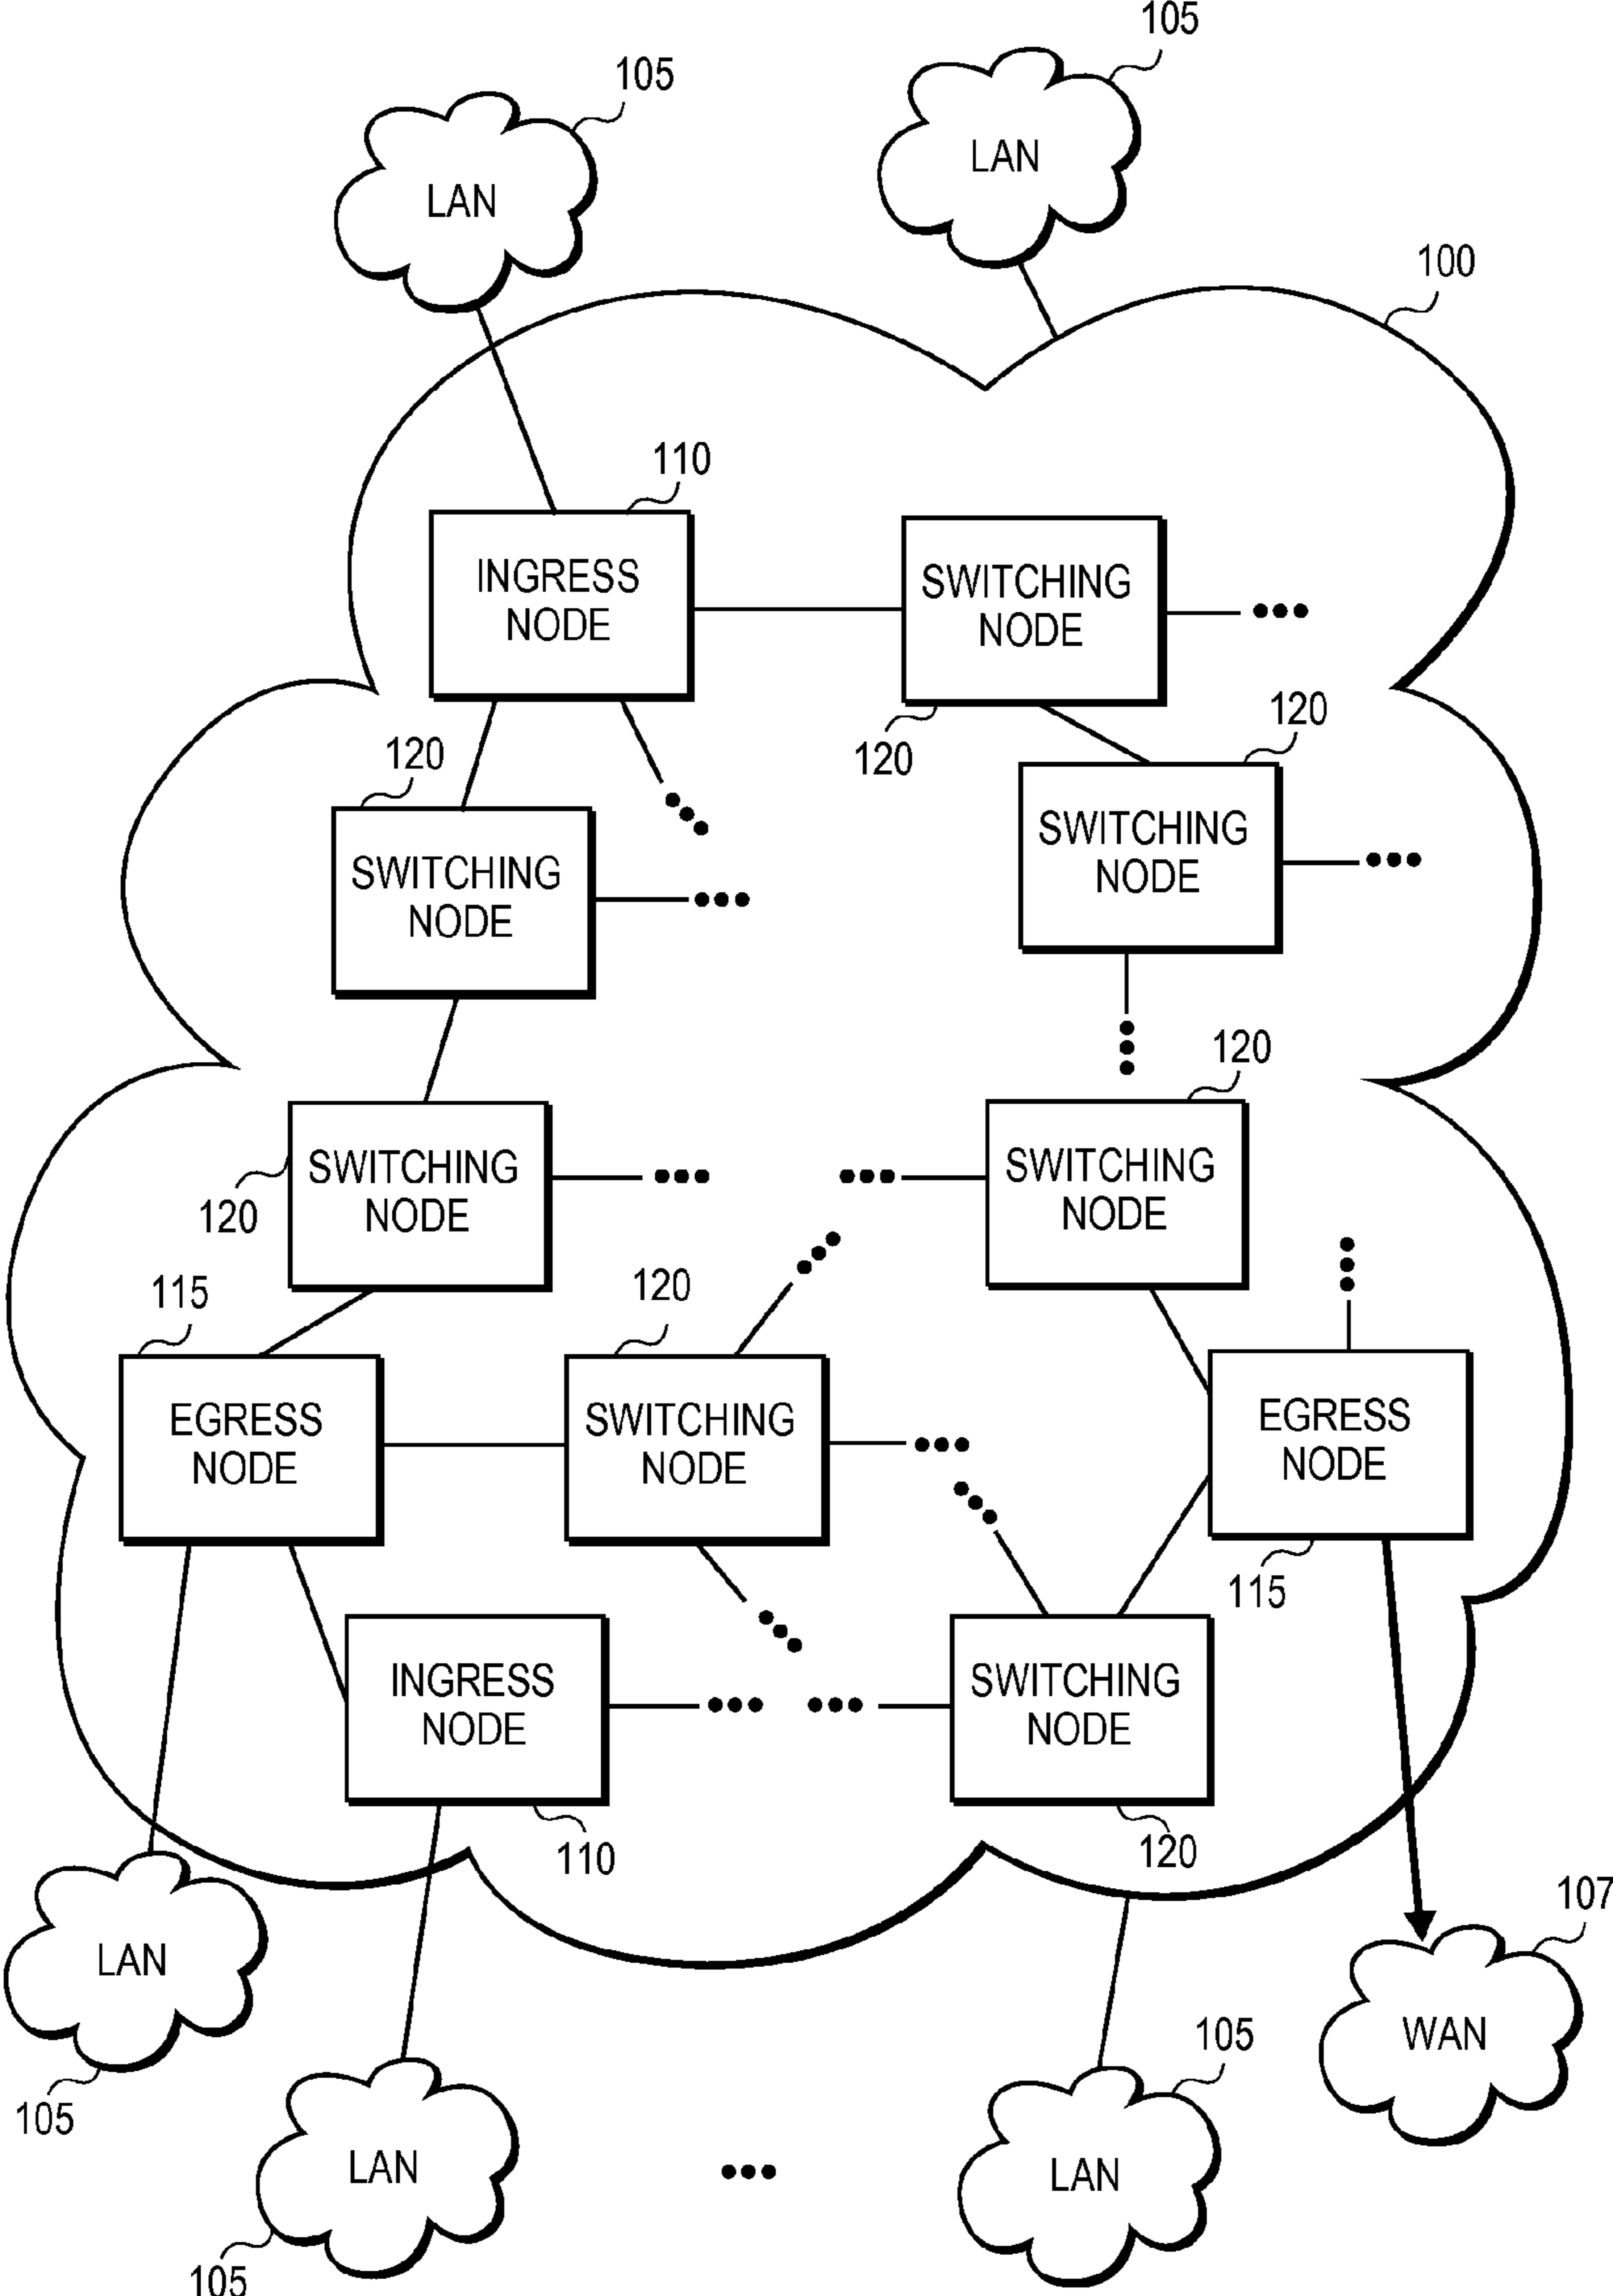 105
105
LAN
LAN
100
110
INGRESS
NODE
SWITCHING
NODE
120
120
120
SWITCHING
NODE
SWITCHING
NODE
120
SWITCHING
NODE
120
SWITCHING
NODE
115
120
EGRESS
NODE
SWITCHING
NODE
EGRESS
NODE
115
INGRESS
NODE
SWITCHING
NODE
110
120
107
LAN
WAN
105
105
LAN
LAN
105